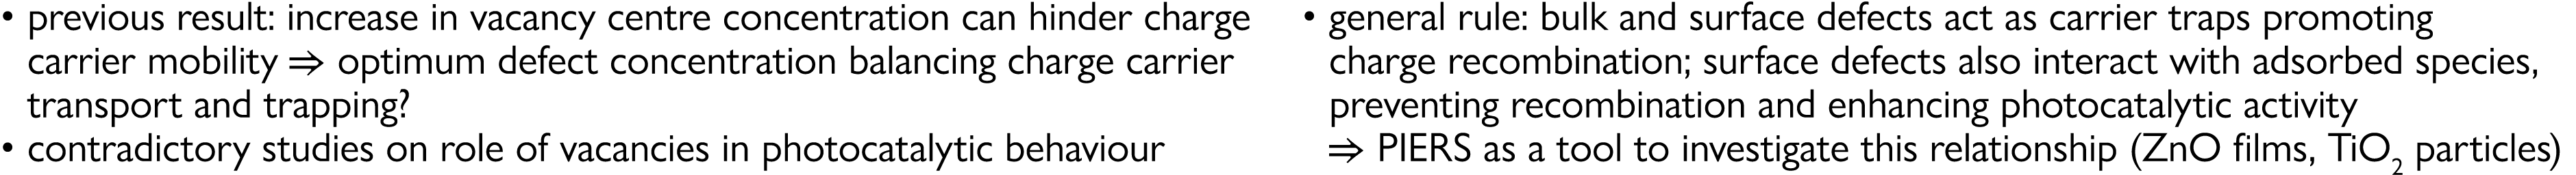 • previous result: increase in vacancy centre concentration can hinder charge
carrier mobility ⇒ optimum defect concentration balancing charge carrier
transport and trapping?
• contradictory studies on role of vacancies in photocatalytic behaviour
• general rule: bulk and surface defects act as carrier traps promoting
charge recombination; surface defects also interact with adsorbed species,
preventing recombination and enhancing photocatalytic activity
⇒ PIERS as a tool to investigate this relationship (ZnO films, TiO₂ particles)